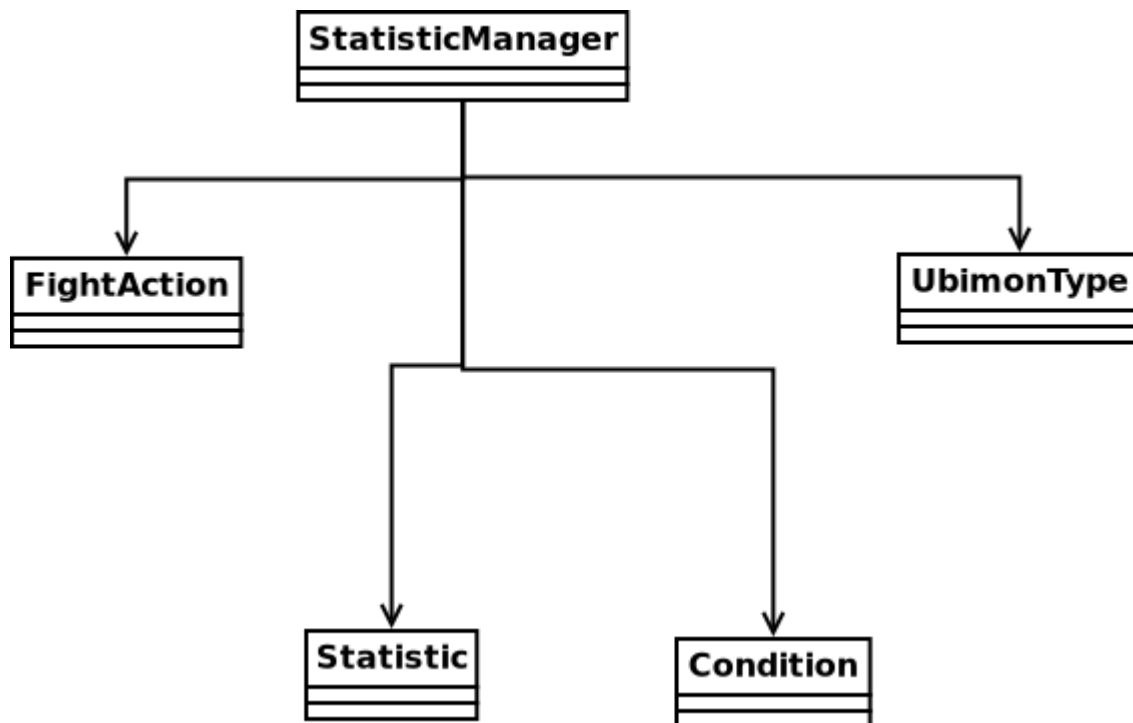 StatisticManager
FightAction
UbimonType
Statistic
Condition